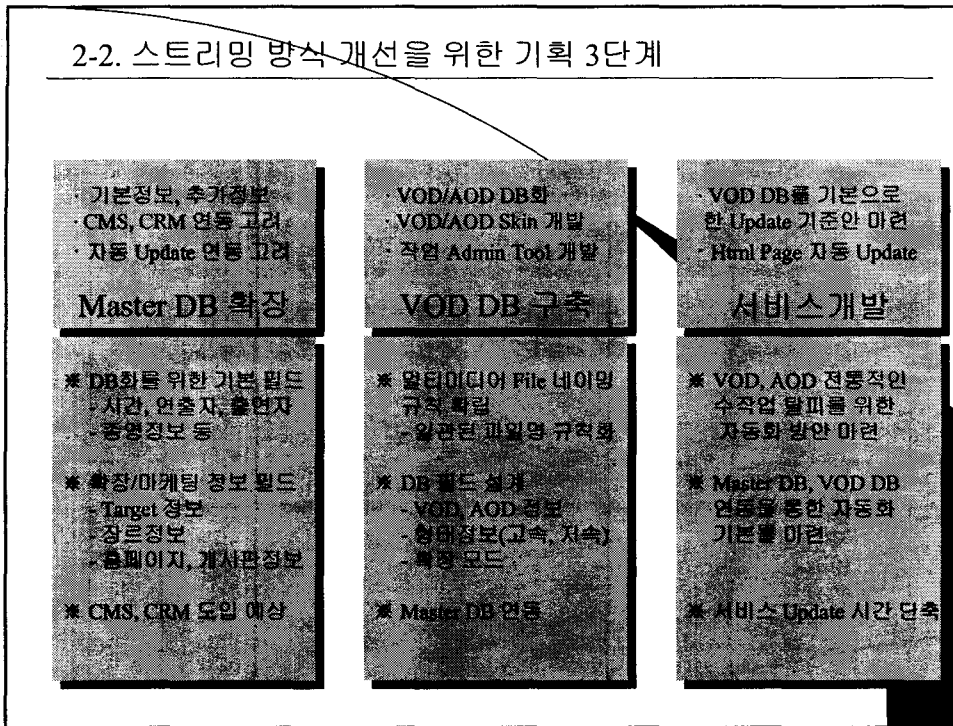 2-2. 스트리밍 방식 개선을 위한 기획 3단계
· 기본정보, 추가정보
· CMS, CRM 연동 고려
· 자동 Update 연동 고려
Master DB 확장
※ DB화를 위한 기본 필드
- 시간, 연출자, 출연자
- 종영정보 등
※ 확장/마케팅 정보 필드
- Target 정보
- 장르정보
- 홈페이지, 게시판정보
※ CMS, CRM 도입 예상
· VOD/AOD DB화
· VOD/AOD Skin 개발
· 작업 Admin Tool 개발
VOD DB 구축
※ 멀티미디어 File 네이밍
규칙 확립
- 일관된 파일명 규칙화
※ DB 필드 설계
- VOD, AOD 정보
- 형태정보(고속, 저속)
- 확장 모드
※ Master DB 연동
· VOD DB를 기본으로
한 Update 기준안 마련
· Html Page 자동 Update
서비스개발
※ VOD, AOD 전통적인
수작업 탈피를 위한
자동화 방안 마련
※ Master DB, VOD DB
연동을 통한 자동화
기본틀 마련
※ 서비스 Update 시간 단축